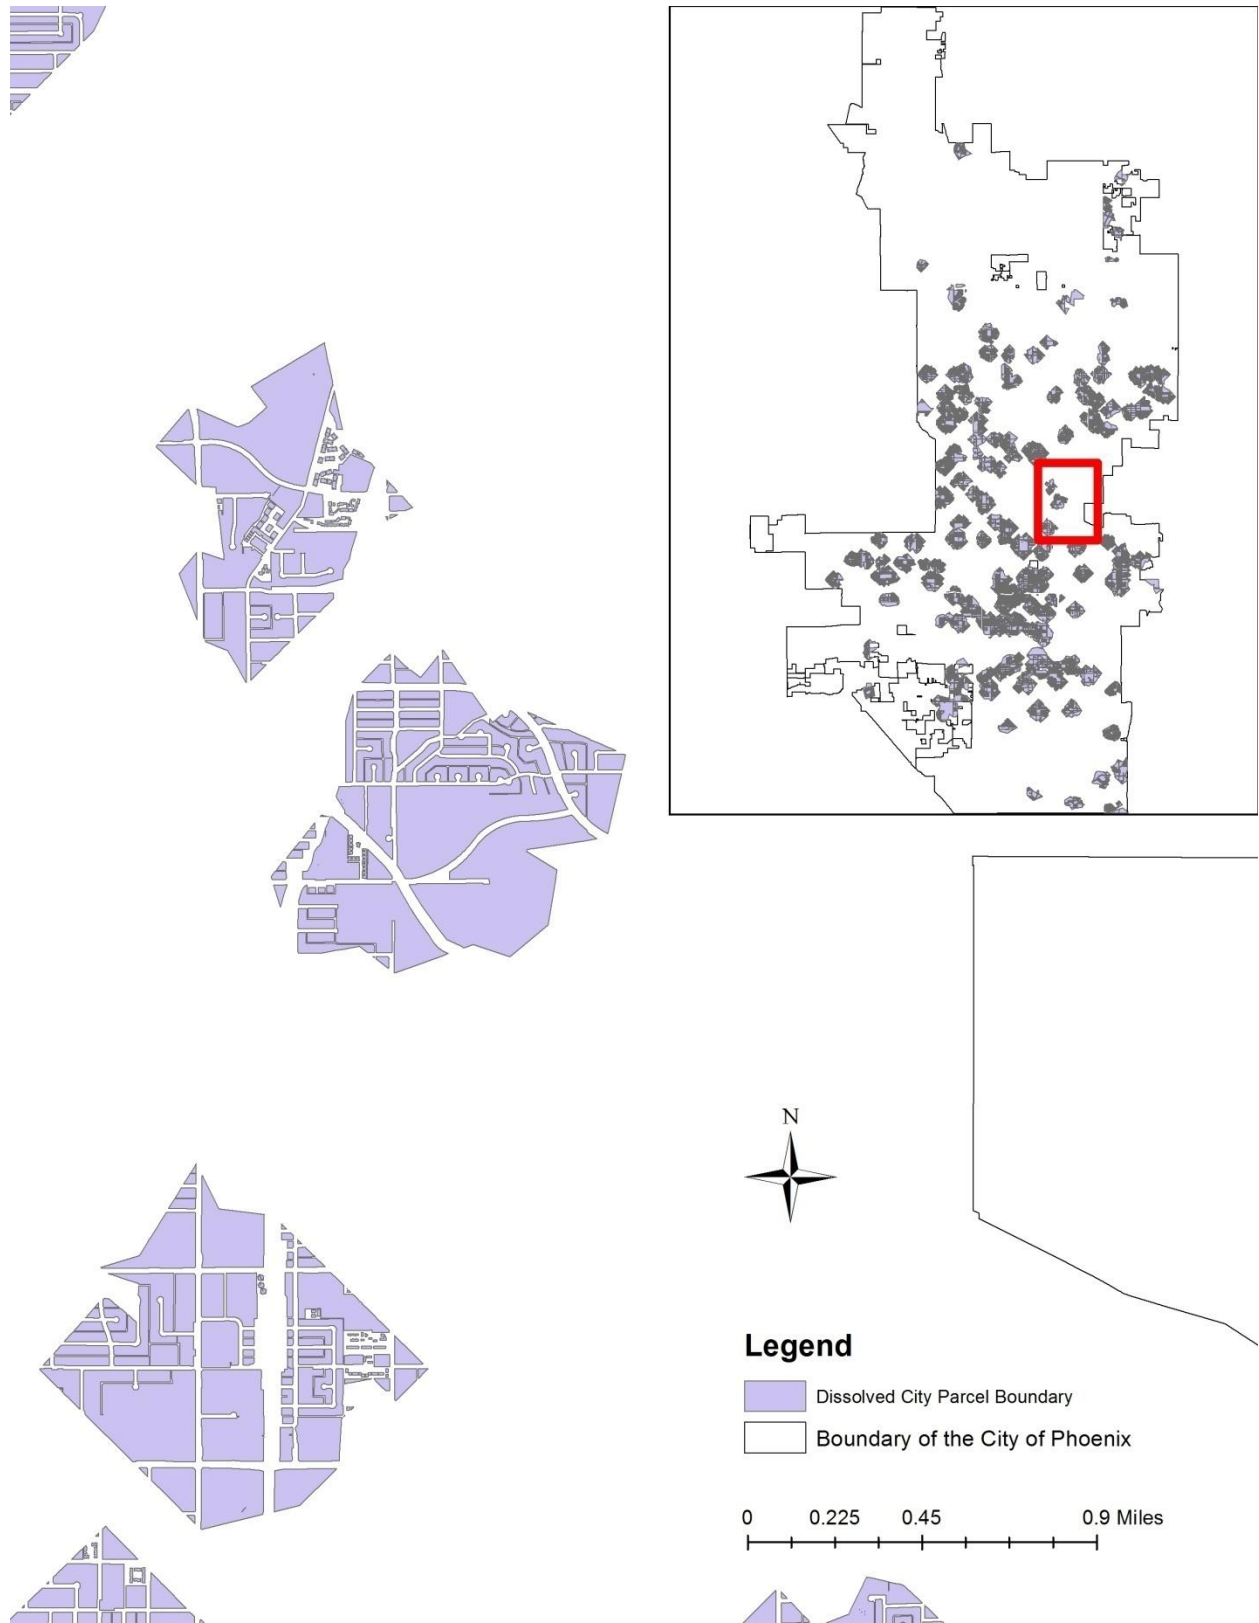 N
Legend
Dissolved City Parcel Boundary
Boundary of the City of Phoenix
0 0.225 0.45 0.9 Miles